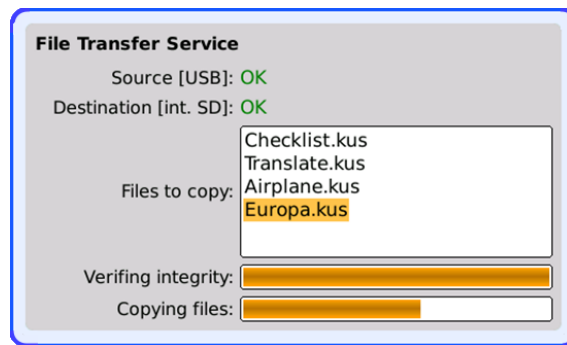 File Transfer Service
Source [USB]: OK
Destination [int. SD]: OK
Files to copy:
Checklist.kus
Translate.kus
Airplane.kus
Europa.kus
Verifing integrity:
Copying files: